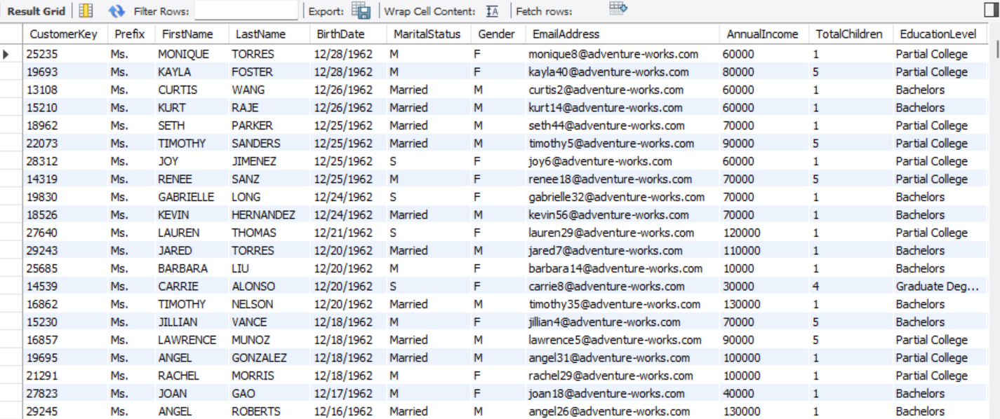 Result Grid Filter Rows: Export: Wrap Cell Content: IA Fetch rows:
CustomerKey Prefix FirstName LastName BirthDate MaritalStatus Gender EmailAddress AnnualIncome TotalChildren EducationLevel
25235 Ms. MONIQUE TORRES 12/28/1962 M F monique8@adventure-works.com 60000 1 Partial College
19693 Ms. KAYLA FOSTER 12/28/1962 M F kayla40@adventure-works.com 80000 5 Partial College
13108 Ms. CURTIS WANG 12/26/1962 Married M curtis2@adventure-works.com 60000 1 Bachelors
15210 Ms. KURT RAJE 12/26/1962 Married M kurt14@adventure-works.com 60000 1 Bachelors
18962 Ms. SETH PARKER 12/25/1962 Married M seth44@adventure-works.com 70000 1 Partial College
22073 Ms. TIMOTHY SANDERS 12/25/1962 Married M timothy5@adventure-works.com 90000 5 Partial College
28312 Ms. JOY JIMENEZ 12/25/1962 S F joy6@adventure-works.com 60000 1 Partial College
14319 Ms. RENEE SANZ 12/25/1962 M F renee18@adventure-works.com 70000 5 Partial College
19830 Ms. GABRIELLE LONG 12/24/1962 S F gabrielle32@adventure-works.com 70000 1 Bachelors
18526 Ms. KEVIN HERNANDEZ 12/24/1962 Married M kevin56@adventure-works.com 70000 1 Bachelors
27640 Ms. LAUREN THOMAS 12/21/1962 S F lauren29@adventure-works.com 120000 1 Partial College
29243 Ms. JARED TORRES 12/20/1962 Married M jared7@adventure-works.com 110000 1 Bachelors
25685 Ms. BARBARA LIU 12/20/1962 M F barbara14@adventure-works.com 10000 1 Bachelors
14539 Ms. CARRIE ALONSO 12/20/1962 S F carrie8@adventure-works.com 30000 4 Graduate Deg...
16862 Ms. TIMOTHY NELSON 12/20/1962 Married M timothy35@adventure-works.com 130000 1 Bachelors
15230 Ms. JILLIAN VANCE 12/18/1962 M F jillian4@adventure-works.com 70000 5 Bachelors
16857 Ms. LAWRENCE MUNOZ 12/18/1962 Married M lawrence5@adventure-works.com 90000 5 Partial College
19695 Ms. ANGEL GONZALEZ 12/18/1962 Married M angel31@adventure-works.com 100000 1 Partial College
21291 Ms. RACHEL MORRIS 12/18/1962 M F rachel29@adventure-works.com 100000 1 Partial College
27823 Ms. JOAN GAO 12/17/1962 M F joan18@adventure-works.com 40000 1 Bachelors
29245 Ms. ANGEL ROBERTS 12/16/1962 Married M angel26@adventure-works.com 130000 1 Bachelors